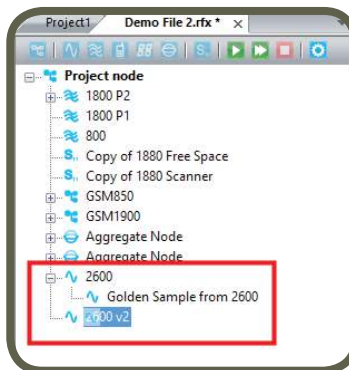 Project1
Demo File 2.rfx *
Project node
1800 P2
1800 P1
800
Copy of 1880 Free Space
Copy of 1880 Scanner
GSM850
GSM1900
Aggregate Node
Aggregate Node
2600
Golden Sample from 2600
2600 v2